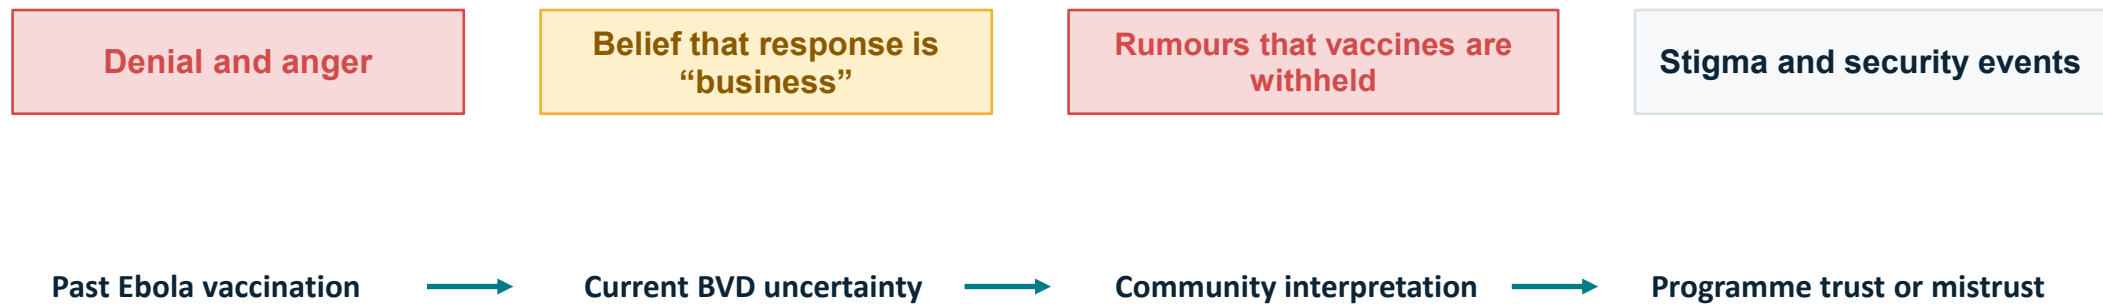 Denial and anger
Belief that response is
“business”
Rumours that vaccines are
withheld
Stigma and security events
Past Ebola vaccination
Current BVD uncertainty
Community interpretation
Programme trust or mistrust